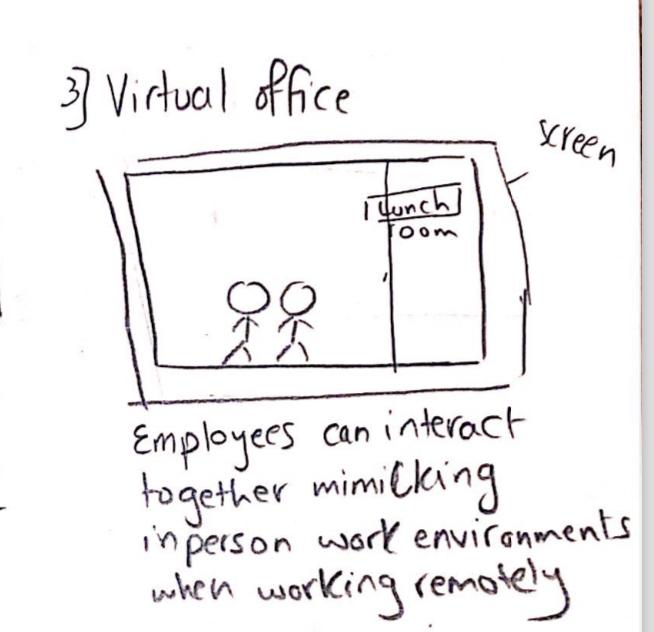 3] Virtual office
screen
Lunch
room
Employees can interact
together mimicking
inperson work environments
when working remotely